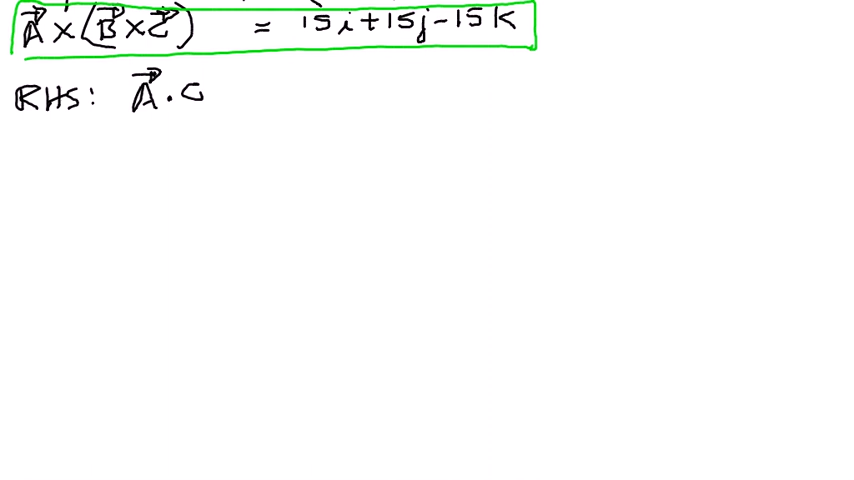 A⃗ × (B⃗ × C⃗) = 15i + 15j - 15k
RHS: A⃗ . C